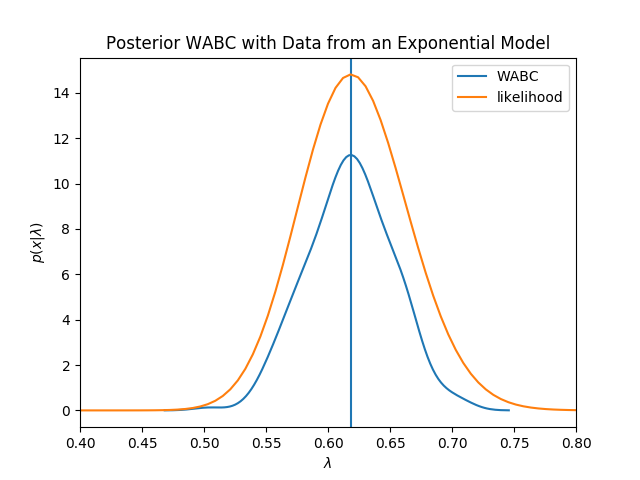 Posterior WABC with Data from an Exponential Model
WABC
likelihood
p(x|λ)
14
12
10
8
6
4
2
0
0.40 0.45 0.50 0.55 0.60 0.65 0.70 0.75 0.80
λ